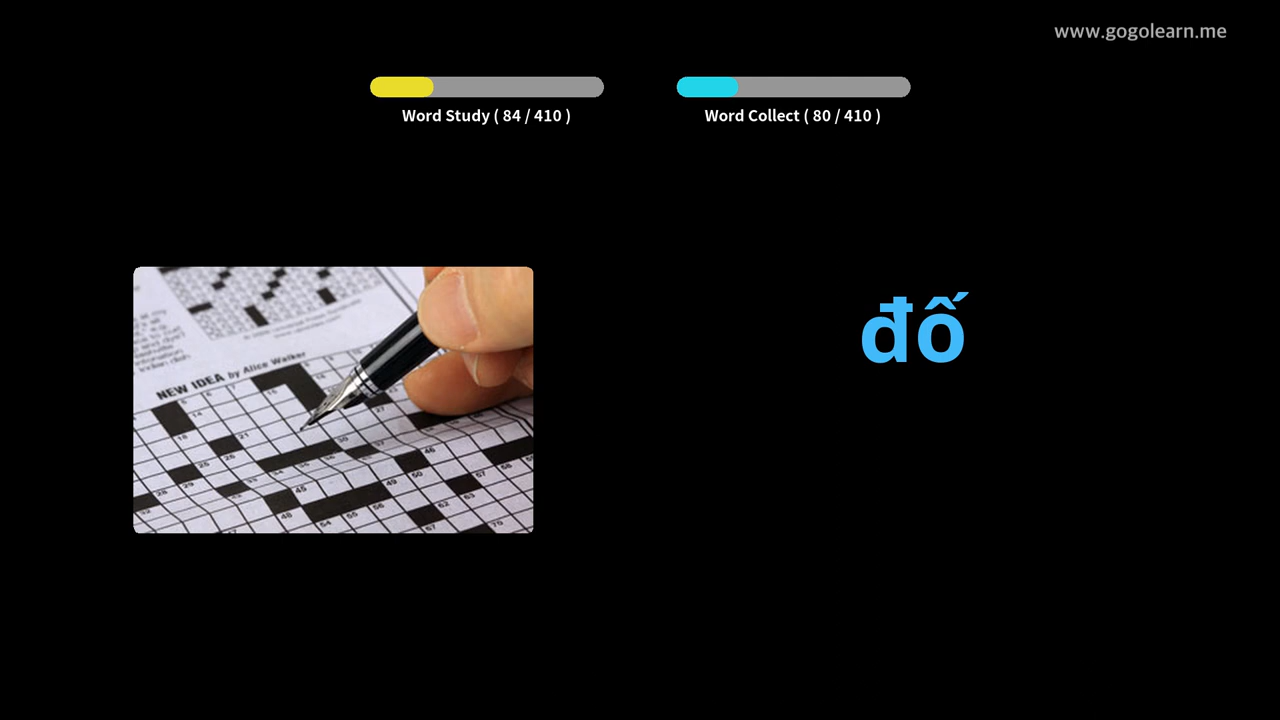 www.gogolearn.me
Word Study ( 84 / 410 )
Word Collect ( 80 / 410 )
đố
NEW IDEA by Alice Walker